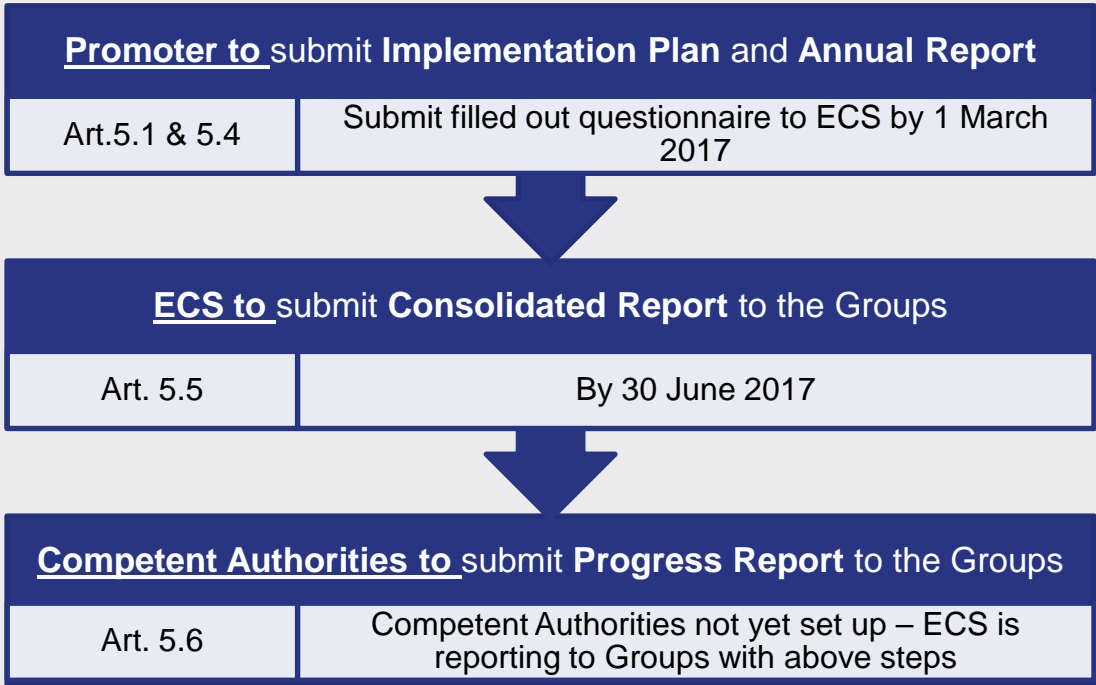 Promoter to submit Implementation Plan and Annual Report
Art.5.1 & 5.4
Submit filled out questionnaire to ECS by 1 March
2017
ECS to submit Consolidated Report to the Groups
Art. 5.5
By 30 June 2017
Competent Authorities to submit Progress Report to the Groups
Art. 5.6
Competent Authorities not yet set up – ECS is
reporting to Groups with above steps